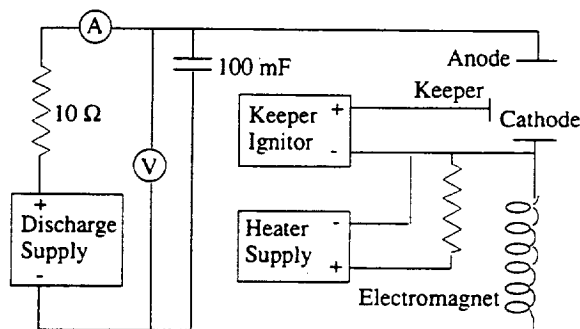 A
100 mF
Anode
Keeper
10 Ω
+
Keeper
Ignitor
-
Cathode
V
+
Discharge
Supply
-
Heater
Supply
-
+
Electromagnet